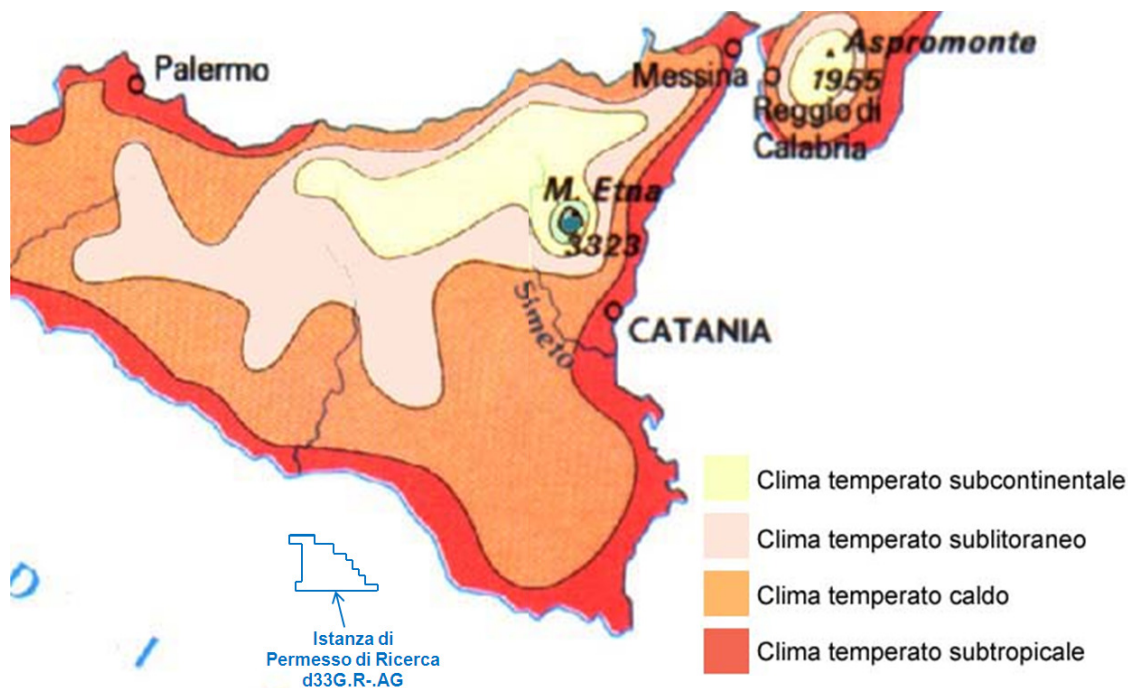 Palermo
Aspromonte
1955
Messina
Reggio di
Calabria
M. Etna
3323
Simeto
CATANIA
Clima temperato subcontinentale
Clima temperato sublitoraneo
Clima temperato caldo
Clima temperato subtropicale
D
I
Istanza di
Permesso di Ricerca
d33G.R-.AG